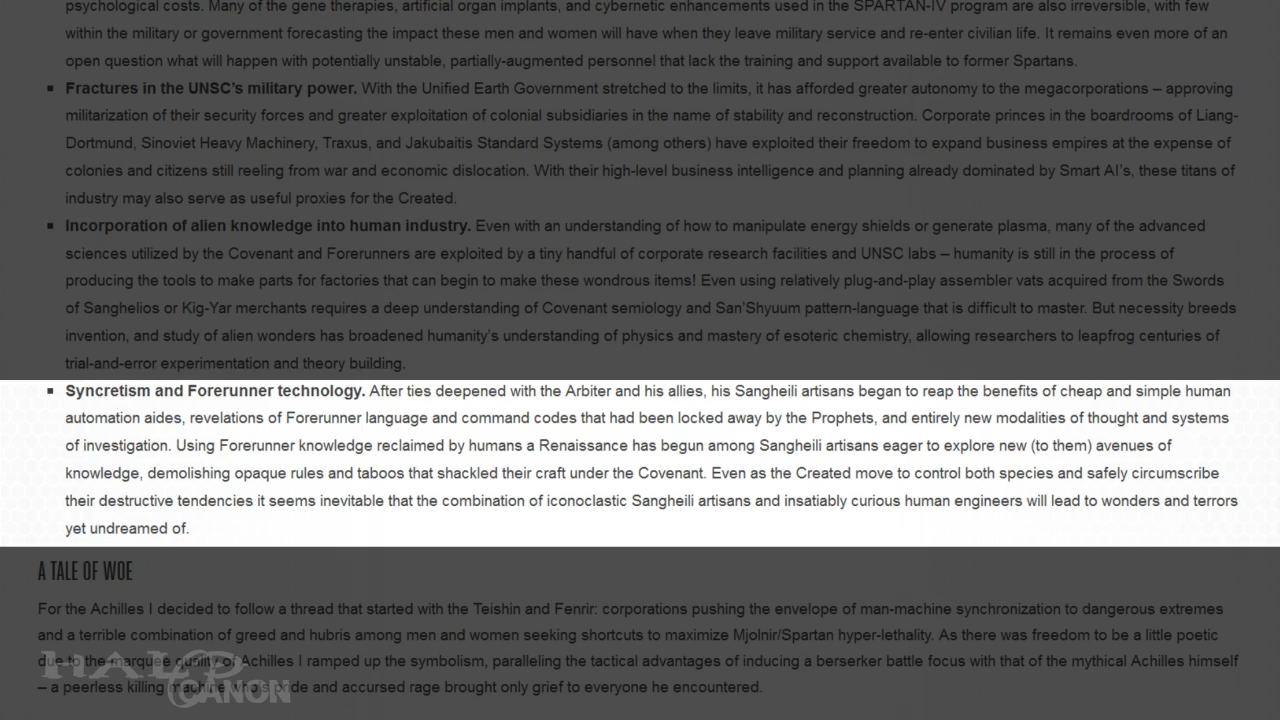 psychological costs. Many of the gene therapies, artificial organ implants, and cybernetic enhancements used in the SPARTAN-IV program are also irreversible, with few
within the military or government forecasting the impact these men and women will have when they leave military service and re-enter civilian life. It remains even more of an
open question what will happen with potentially unstable, partially-augmented personnel that lack the training and support available to former Spartans.
▪ Fractures in the UNSC's military power. With the Unified Earth Government stretched to the limits, it has afforded greater autonomy to the megacorporations – approving
militarization of their security forces and greater exploitation of colonial subsidiaries in the name of stability and reconstruction. Corporate princes in the boardrooms of Liang-
Dortmund, Sinoviet Heavy Machinery, Traxus, and Jakubaitis Standard Systems (among others) have exploited their freedom to expand business empires at the expense of
colonies and citizens still reeling from war and economic dislocation. With their high-level business intelligence and planning already dominated by Smart AI's, these titans of
industry may also serve as useful proxies for the Created.
▪ Incorporation of alien knowledge into human industry. Even with an understanding of how to manipulate energy shields or generate plasma, many of the advanced
sciences utilized by the Covenant and Forerunners are exploited by a tiny handful of corporate research facilities and UNSC labs – humanity is still in the process of
producing the tools to make parts for factories that can begin to make these wondrous items! Even using relatively plug-and-play assembler vats acquired from the Swords
of Sanghelios or Kig-Yar merchants requires a deep understanding of Covenant semiology and San'Shyuum pattern-language that is difficult to master. But necessity breeds
invention, and study of alien wonders has broadened humanity's understanding of physics and mastery of esoteric chemistry, allowing researchers to leapfrog centuries of
trial-and-error experimentation and theory building.
▪ Syncretism and Forerunner technology. After ties deepened with the Arbiter and his allies, his Sangheili artisans began to reap the benefits of cheap and simple human
automation aides, revelations of Forerunner language and command codes that had been locked away by the Prophets, and entirely new modalities of thought and systems
of investigation. Using Forerunner knowledge reclaimed by humans a Renaissance has begun among Sangheili artisans eager to explore new (to them) avenues of
knowledge, demolishing opaque rules and taboos that shackled their craft under the Covenant. Even as the Created move to control both species and safely circumscribe
their destructive tendencies it seems inevitable that the combination of iconoclastic Sangheili artisans and insatiably curious human engineers will lead to wonders and terrors
yet undreamed of.
A TALE OF WOE
For the Achilles I decided to follow a thread that started with the Teishin and Fenrir: corporations pushing the envelope of man-machine synchronization to dangerous extremes
and a terrible combination of greed and hubris among men and women seeking shortcuts to maximize Mjolnir/Spartan hyper-lethality. As there was freedom to be a little poetic
due to the marquee quality of Achilles I ramped up the symbolism, paralleling the tactical advantages of inducing a berserker battle focus with that of the mythical Achilles himself
– a peerless killing machine who's pride and accursed rage brought only grief to everyone he encountered.
HALO
CANON